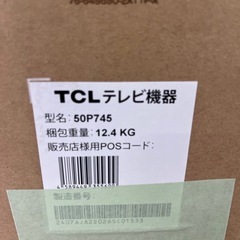 TCLテレビ機器
型名: 50P745
梱包重量: 12.4 KG
販売店様用POSコード:
製造番号: